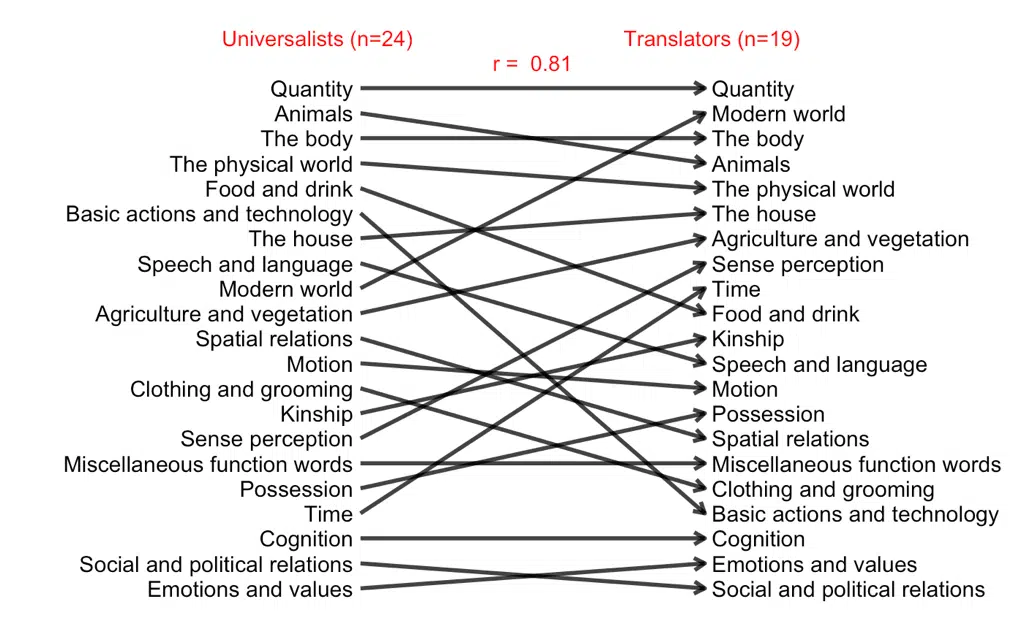 Universalists (n=24) Translators (n=19)
r = 0.81
Quantity Quantity
Animals Modern world
The body The body
The physical world Animals
Food and drink The physical world
Basic actions and technology The house
The house Agriculture and vegetation
Speech and language Sense perception
Modern world Time
Agriculture and vegetation Food and drink
Spatial relations Kinship
Motion Speech and language
Clothing and grooming Motion
Kinship Possession
Sense perception Spatial relations
Miscellaneous function words Miscellaneous function words
Possession Clothing and grooming
Time Basic actions and technology
Cognition Cognition
Social and political relations Emotions and values
Emotions and values Social and political relations